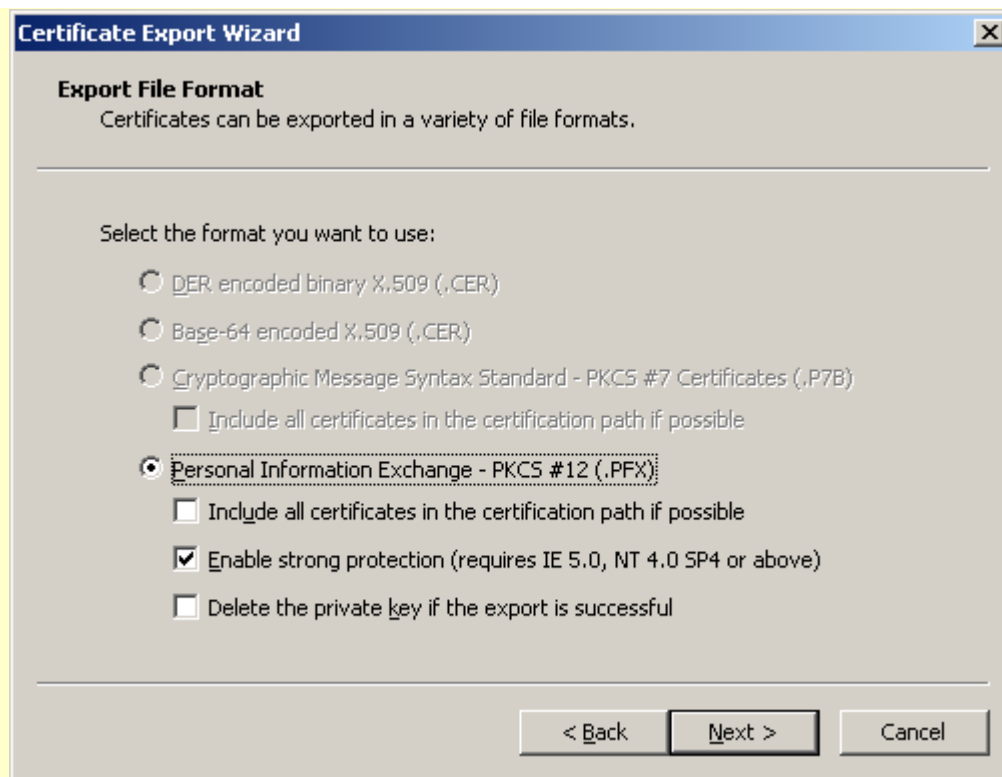 Certificate Export Wizard
Export File Format
Certificates can be exported in a variety of file formats.
Select the format you want to use:
DER encoded binary X.509 (.CER)
Base-64 encoded X.509 (.CER)
Cryptographic Message Syntax Standard - PKCS #7 Certificates (.P7B)
Include all certificates in the certification path if possible
Personal Information Exchange - PKCS #12 (.PFX)
Include all certificates in the certification path if possible
Enable strong protection (requires IE 5.0, NT 4.0 SP4 or above)
Delete the private key if the export is successful
< Back Next > Cancel